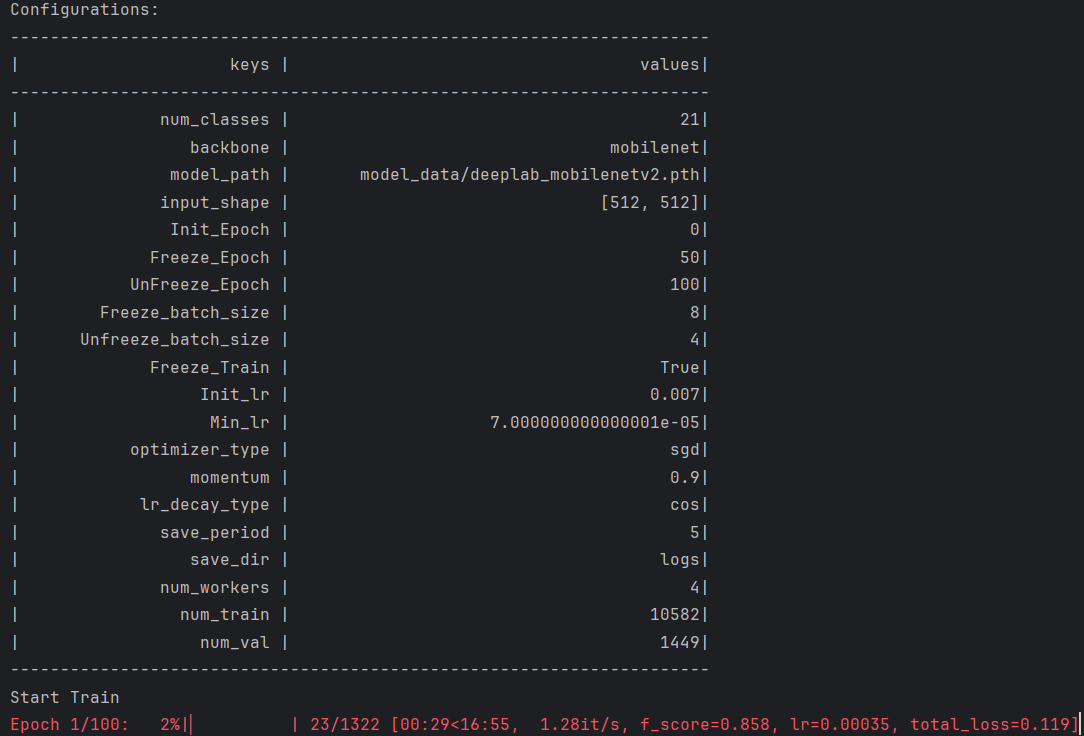 Configurations:
----------------------------------------------------------------------
|                     keys |                                   values|
----------------------------------------------------------------------
|              num_classes |                                       21|
|                 backbone |                                mobilenet|
|               model_path |       model_data/deeplab_mobilenetv2.pth|
|              input_shape |                               [512, 512]|
|               Init_Epoch |                                        0|
|             Freeze_Epoch |                                       50|
|           UnFreeze_Epoch |                                      100|
|        Freeze_batch_size |                                        8|
|      Unfreeze_batch_size |                                        4|
|             Freeze_Train |                                     True|
|                  Init_lr |                                    0.007|
|                   Min_lr |                    7.000000000000001e-05|
|           optimizer_type |                                      sgd|
|                 momentum |                                      0.9|
|            lr_decay_type |                                      cos|
|              save_period |                                        5|
|                 save_dir |                                     logs|
|              num_workers |                                        4|
|                num_train |                                    10582|
|                  num_val |                                     1449|
----------------------------------------------------------------------
Start Train
Epoch 1/100:   2%||          | 23/1322 [00:29<16:55,  1.28it/s, f_score=0.858, lr=0.00035, total_loss=0.119]